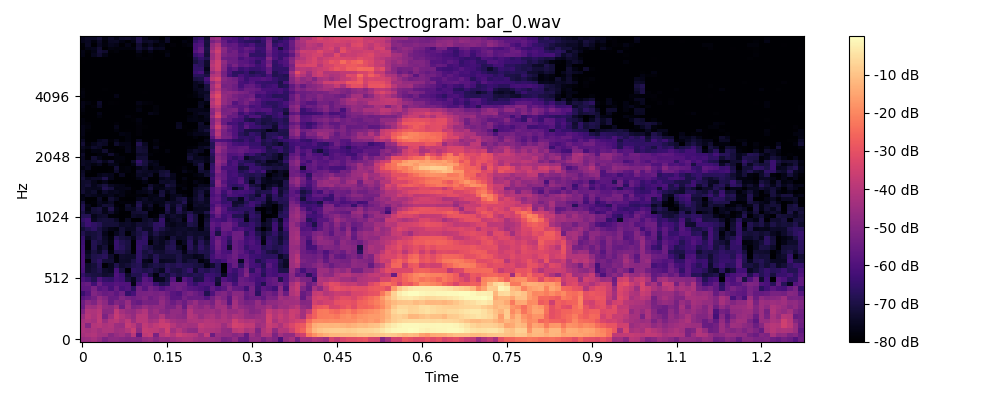 Mel Spectrogram: bar_0.wav
Hz
4096
2048
1024
512
0
0 0.15 0.3 0.45 0.6 0.75 0.9 1.1 1.2
Time
-10 dB
-20 dB
-30 dB
-40 dB
-50 dB
-60 dB
-70 dB
-80 dB